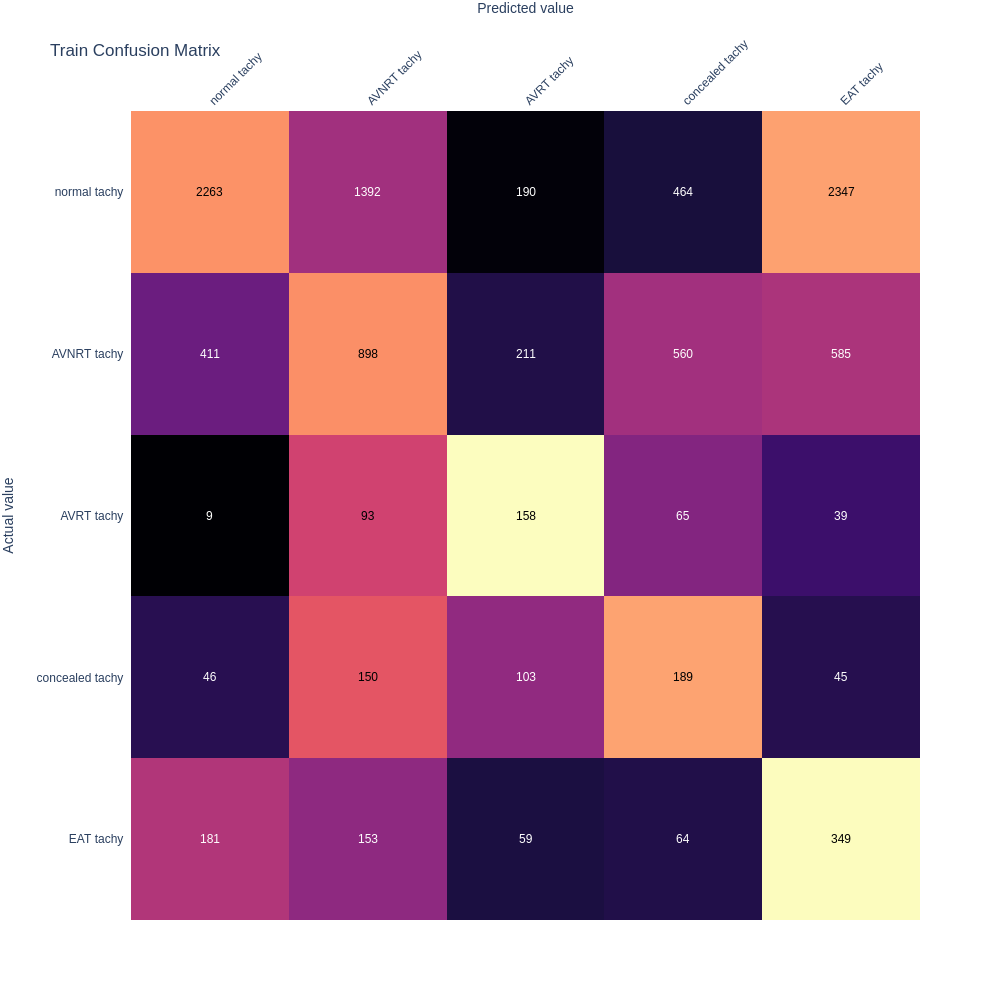 Predicted value
Train Confusion Matrix
normal tachy
AVNRT tachy
AVRT tachy
concealed tachy
EAT tachy
normal tachy
2263
1392
190
464
2347
AVNRT tachy
411
898
211
560
585
Actual value
AVRT tachy
9
93
158
65
39
concealed tachy
46
150
103
189
45
EAT tachy
181
153
59
64
349